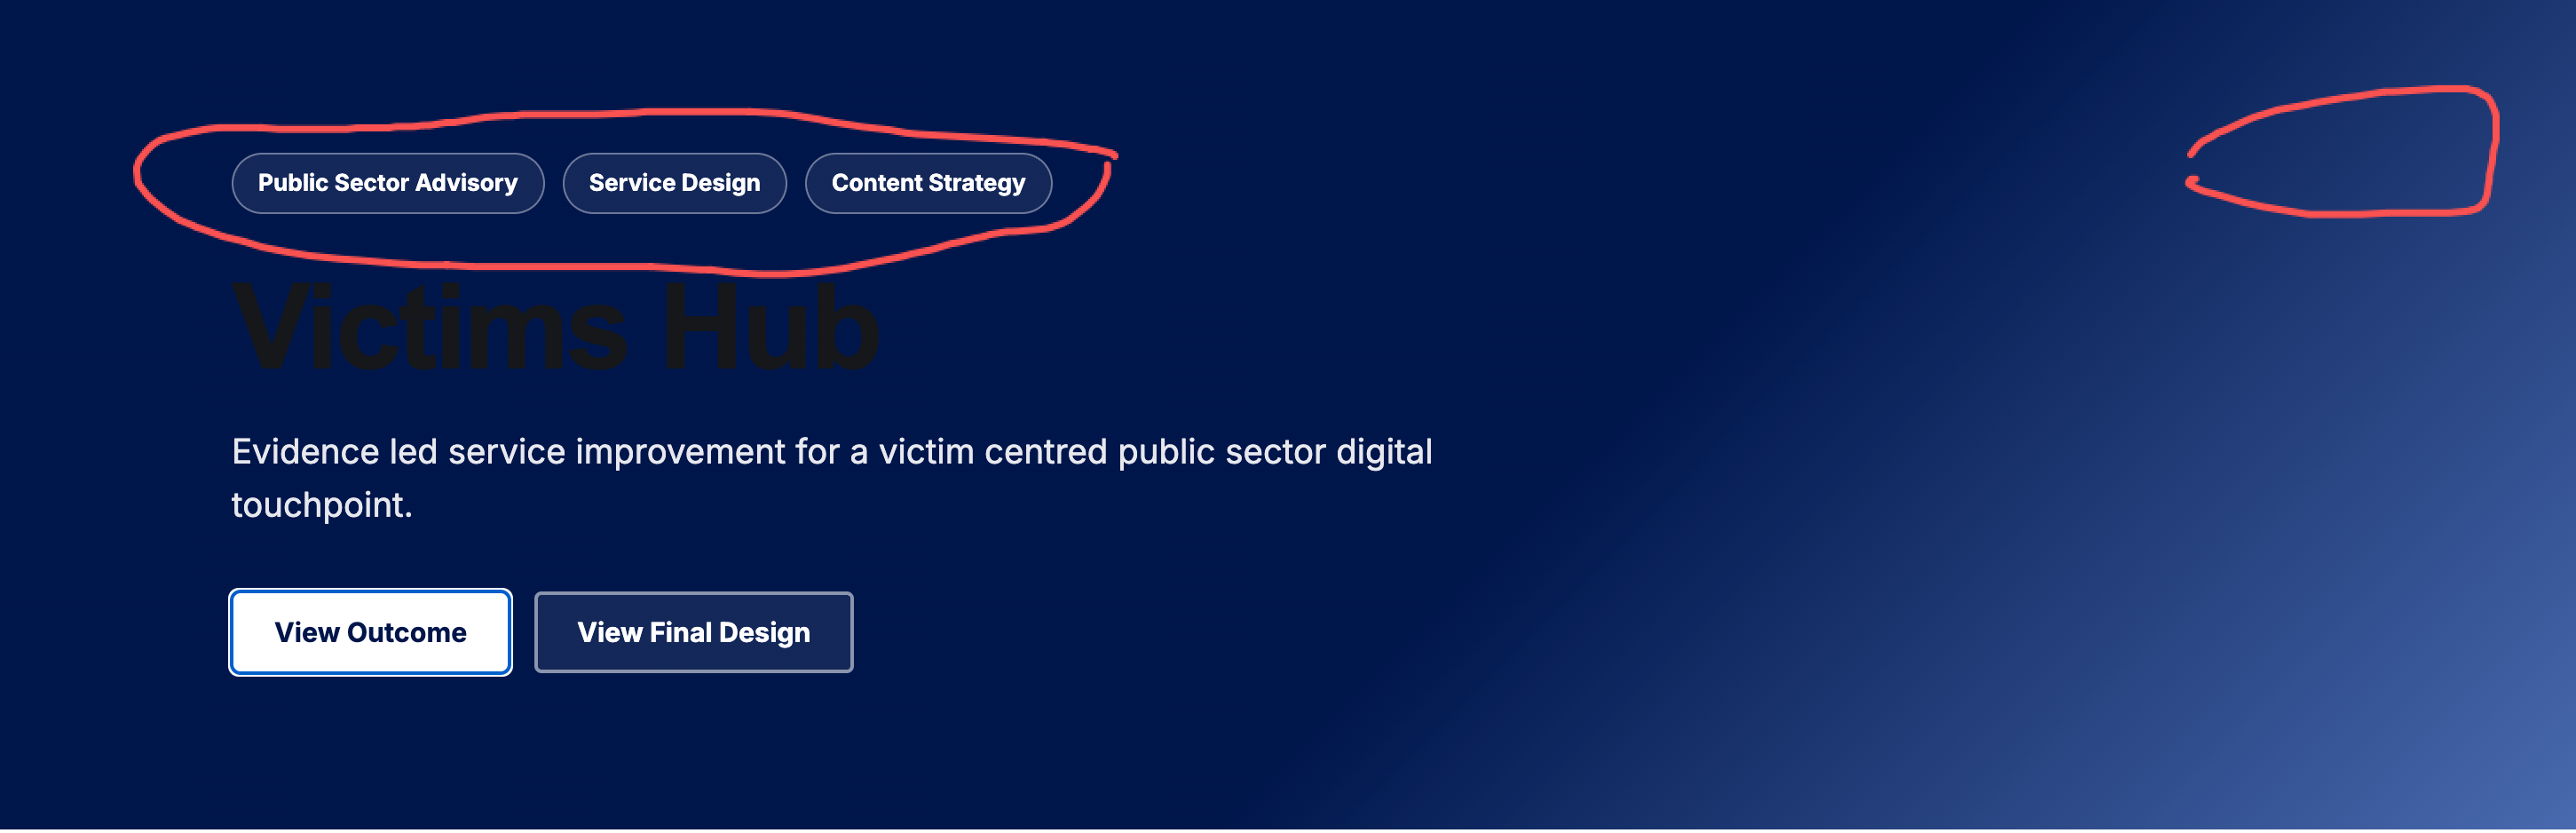 Public Sector Advisory Service Design Content Strategy
Victims Hub
Evidence led service improvement for a victim centred public sector digital
touchpoint.
View Outcome View Final Design